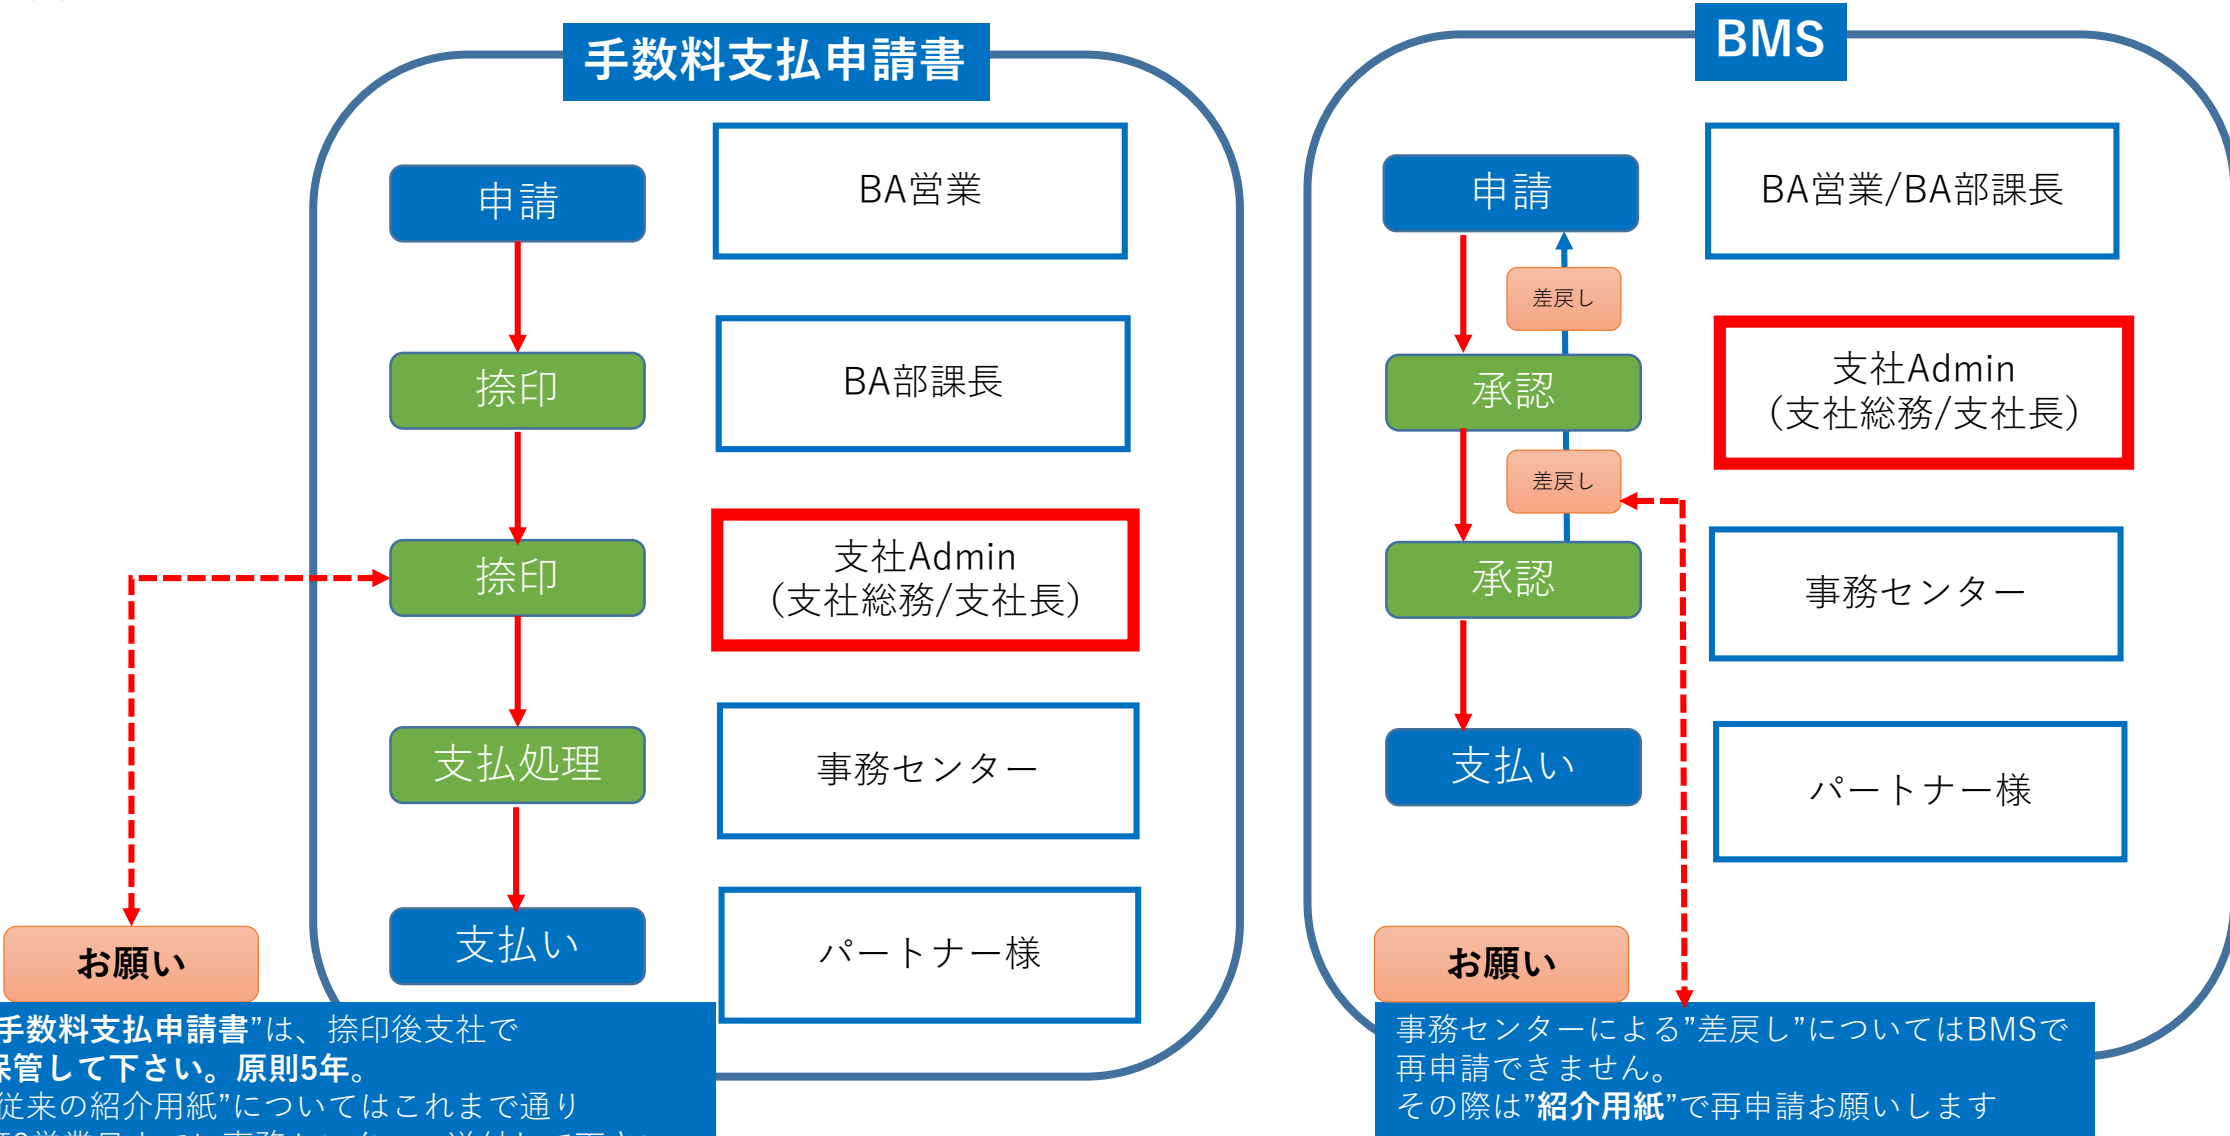 手数料支払申請書
申請
BA営業
捺印
BA部課長
捺印
支社Admin
(支社総務/支社長)
支払処理
事務センター
支払い
パートナー様
お願い
手数料支払申請書”は、捺印後支社で
保管して下さい。原則5年。
従来の紹介用紙”についてはこれまで通り
BMS
申請
BA営業/BA部課長
差戻し
承認
支社Admin
(支社総務/支社長)
差戻し
承認
事務センター
支払い
パートナー様
お願い
事務センターによる”差戻し”についてはBMSで
再申請できません。
その際は”紹介用紙”で再申請お願いします